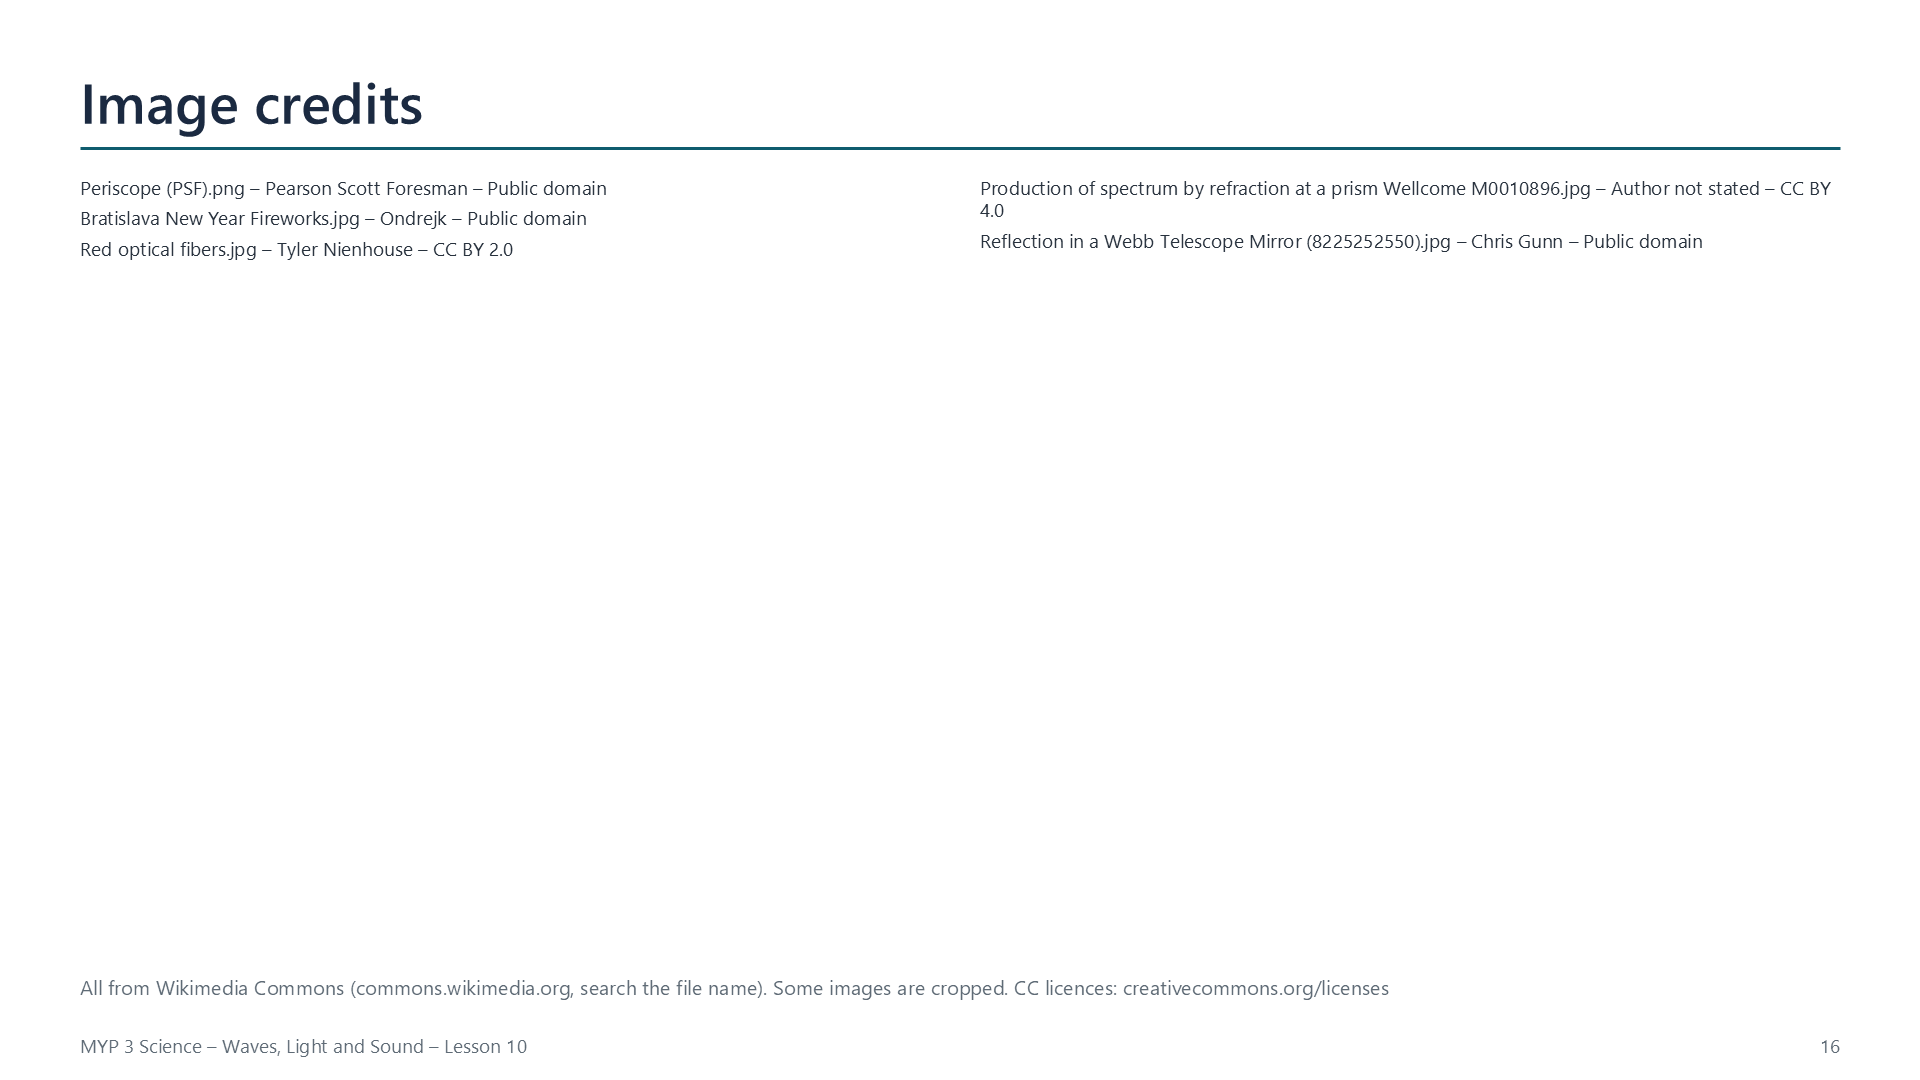 Image credits
Periscope (PSF).png – Pearson Scott Foresman – Public domain
Bratislava New Year Fireworks.jpg – Ondrejk – Public domain
Red optical fibers.jpg – Tyler Nienhouse – CC BY 2.0
Production of spectrum by refraction at a prism Wellcome M0010896.jpg – Author not stated – CC BY
4.0
Reflection in a Webb Telescope Mirror (8225252550).jpg – Chris Gunn – Public domain
All from Wikimedia Commons (commons.wikimedia.org, search the file name). Some images are cropped. CC licences: creativecommons.org/licenses
MYP 3 Science – Waves, Light and Sound – Lesson 10
16